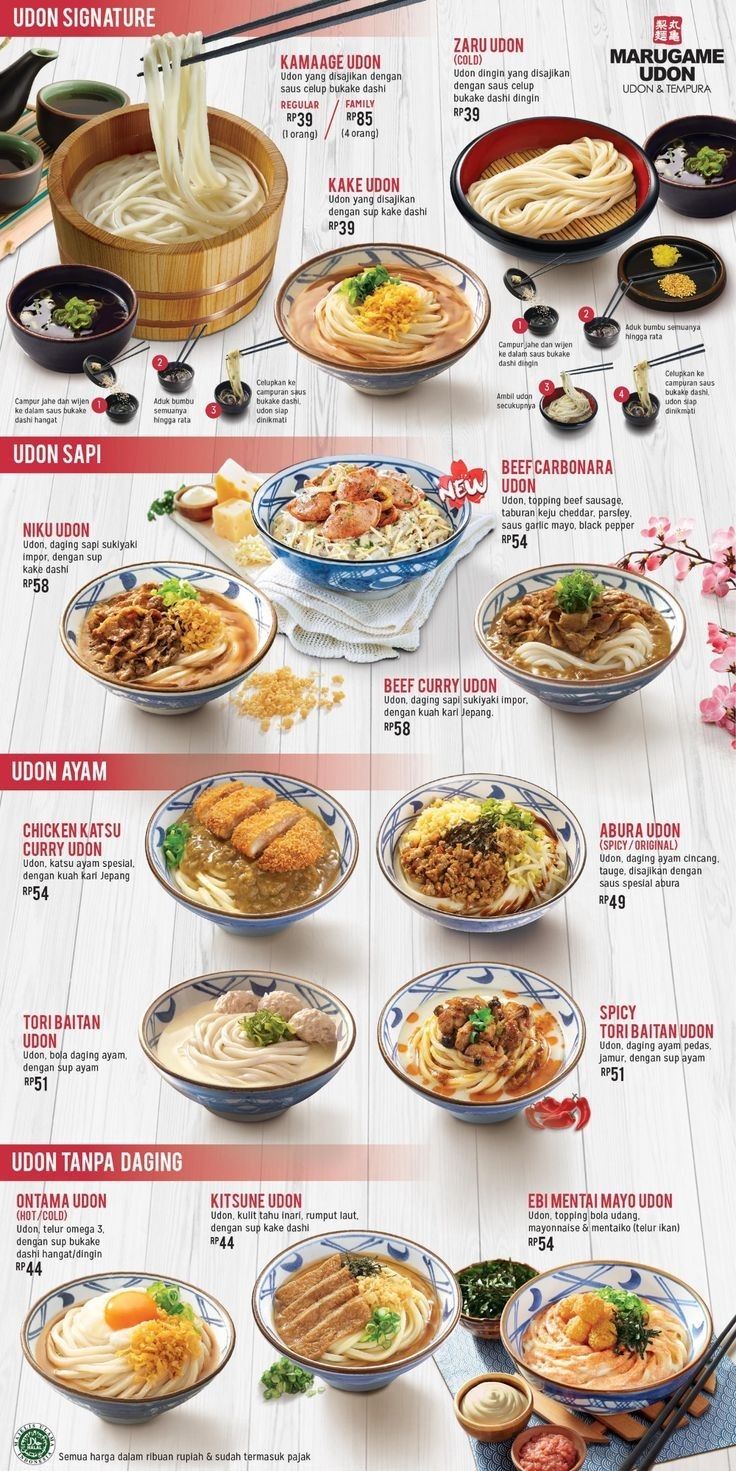 UDON SIGNATURE
KAMAAGE UDON
Udon yang disajikan dengan
saus celup bukake dashi
REGULAR
RP39
(1 orang)
/
FAMILY
RP85
(4 orang)
ZARU UDON
(COLD)
Udon dingin yang disajikan
dengan saus celup
bukake dashi dingin
RP39
丸亀
製麺
MARUGAME
UDON
UDON & TEMPURA
KAKE UDON
Udon yang disajikan
dengan sup kake dashi
RP39
1
Campur jahe dan wijen
ke dalam saus bukake
dashi hangat
2
Aduk bumbu
semuanya
hingga rata
3
Celupkan ke
campuran saus
bukake dashi,
udon siap
dinikmati
1
Campur jahe dan wijen
ke dalam saus bukake
dashi dingin
2
Aduk bumbu semuanya
hingga rata
3
Ambil udon
secukupnya
4
Celupkan ke
campuran saus
bukake dashi,
udon siap
dinikmati
UDON SAPI
NIKU UDON
Udon, daging sapi sukiyaki
impor, dengan sup
kake dashi
RP58
NEW
BEEF CARBONARA
UDON
Udon, topping beef sausage,
taburan keju cheddar, parsley,
saus garlic mayo, black pepper
RP54
BEEF CURRY UDON
Udon, daging sapi sukiyaki impor,
dengan kuah kari Jepang.
RP58
UDON AYAM
CHICKEN KATSU
CURRY UDON
Udon, katsu ayam spesial,
dengan kuah kari Jepang
RP54
ABURA UDON
(SPICY/ORIGINAL)
Udon, daging ayam cincang,
tauge, disajikan dengan
saus spesial abura
RP49
TORI BAITAN
UDON
Udon, bola daging ayam,
dengan sup ayam
RP51
SPICY
TORI BAITAN UDON
Udon, daging ayam pedas,
jamur, dengan sup ayam
RP51
UDON TANPA DAGING
ONTAMA UDON
(HOT/COLD)
Udon, telur omega 3,
dengan sup bukake
dashi hangat/dingin
RP44
KITSUNE UDON
Udon, kulit tahu inari, rumput laut,
dengan sup kake dashi
RP44
EBI MENTAI MAYO UDON
Udon, topping bola udang,
mayonnaise & mentaiko (telur ikan)
RP54
MAJELIS ULAMA INDONESIA
HALAL
Semua harga dalam ribuan rupiah & sudah termasuk pajak